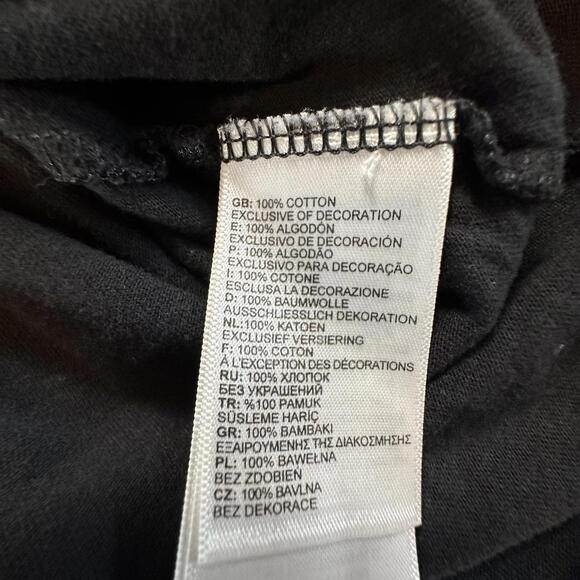 GB: 100% COTTON
EXCLUSIVE OF DECORATION
E: 100% ALGODÓN
EXCLUSIVO DE DECORACIÓN
P: 100% ALGODÃO
EXCLUSIVO PARA DECORAÇÃO
I: 100% COTONE
ESCLUSA LA DECORAZIONE
D: 100% BAUMWOLLE
AUSSCHLIESSLICH DEKORATION
NL:100% KATOEN
EXCLUSIEF VERSIERING
F: 100% COTON
À L'EXCEPTION DES DÉCORATIONS
RU: 100% ХЛОПОК
БЕЗ УКРАШЕНИЙ
TR: %100 PAMUK
SÜSLEME HARİÇ
GR: 100% BAMBAKI
ΕΞΑΙΡΟΥΜΕΝΗΣ ΤΗΣ ΔΙΑΚΟΣΜΗΣΗΣ
PL: 100% BAWEŁNA
BEZ ZDOBIEŃ
CZ: 100% BAVLNA
BEZ DEKORACE